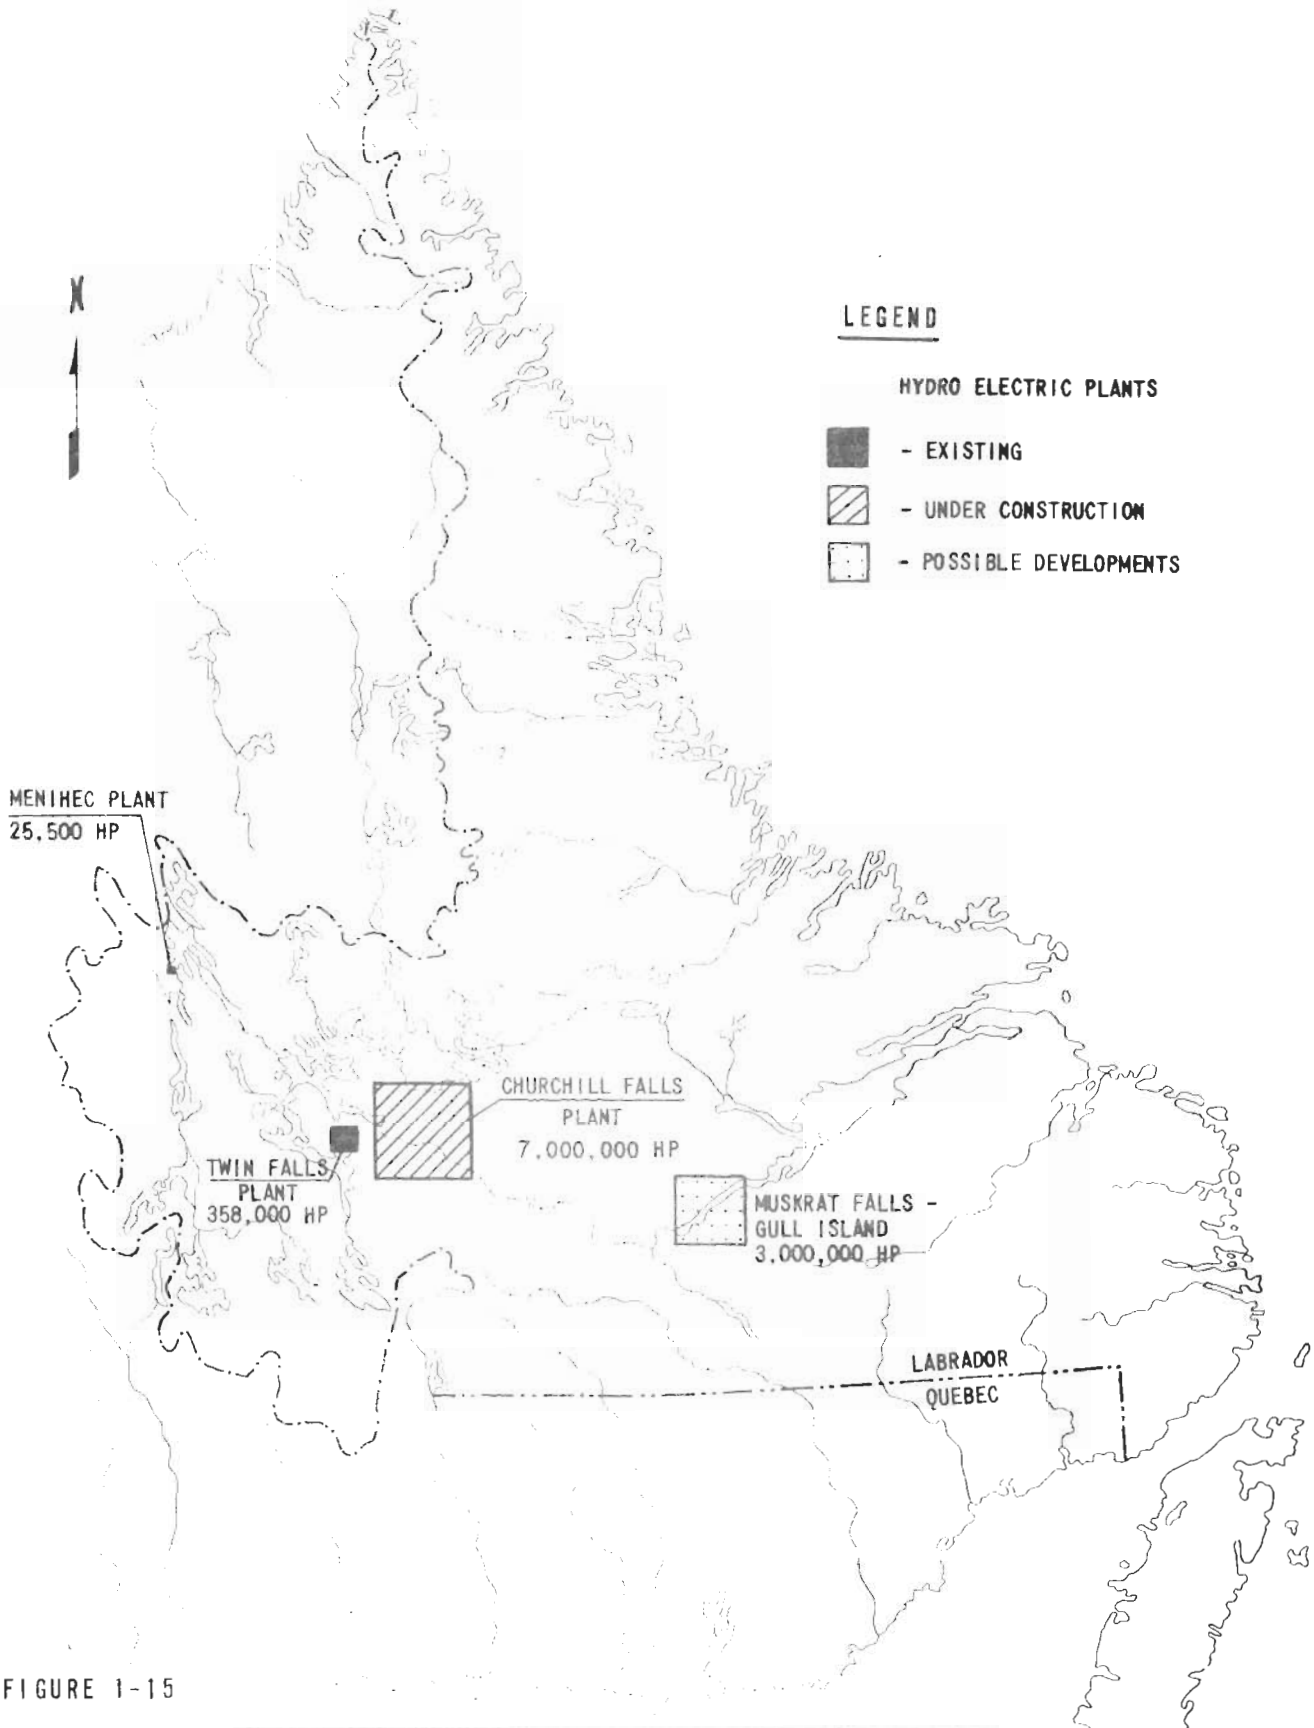 N
LEGEND
HYDRO ELECTRIC PLANTS
- EXISTING
- UNDER CONSTRUCTION
- POSSIBLE DEVELOPMENTS
MENIHEC PLANT
25,500 HP
CHURCHILL FALLS
PLANT
7,000,000 HP
TWIN FALLS
PLANT
358,000 HP
MUSKRAT FALLS -
GULL ISLAND
3,000,000 HP
LABRADOR
QUEBEC
FIGURE 1-15